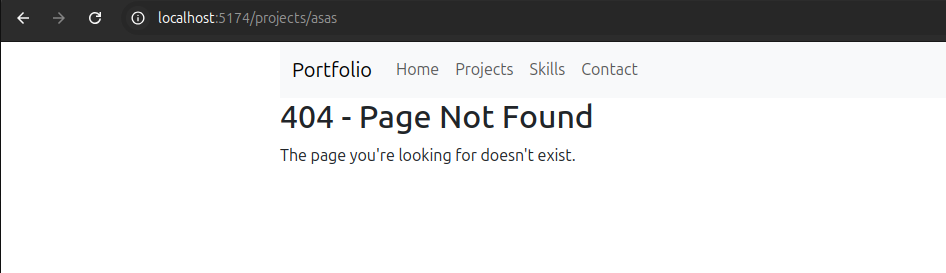 localhost:5174/projects/asas
Portfolio Home Projects Skills Contact
404 - Page Not Found
The page you're looking for doesn't exist.